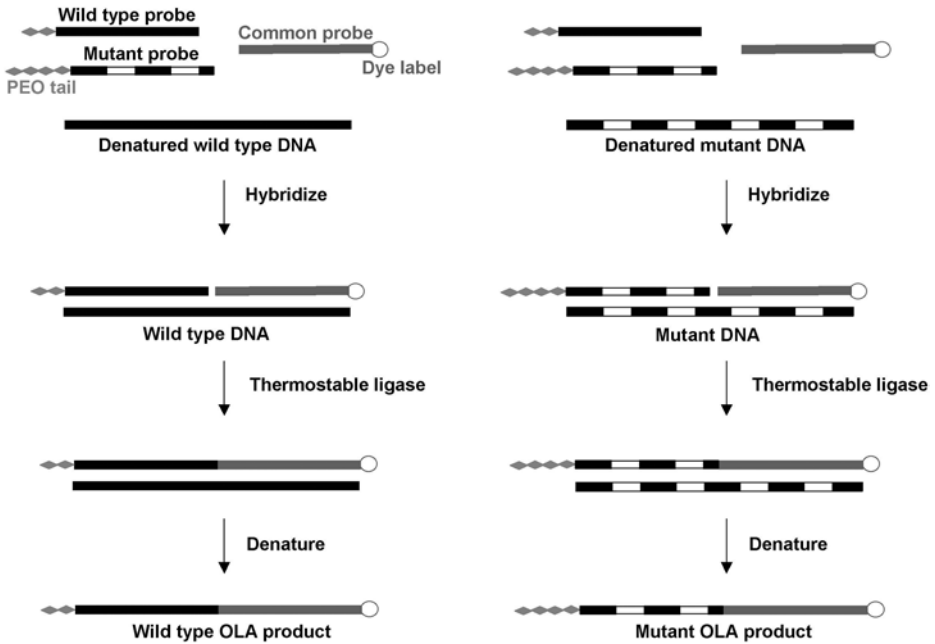 Wild type probe
Common probe
Mutant probe
Dye label
PEO tail
Denatured wild type DNA
Denatured mutant DNA
Hybridize
Hybridize
Wild type DNA
Mutant DNA
Thermostable ligase
Thermostable ligase
Denature
Denature
Wild type OLA product
Mutant OLA product